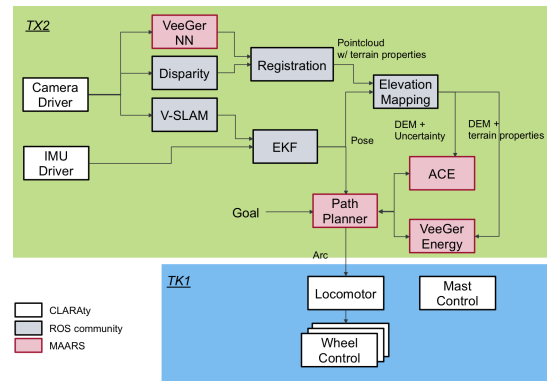 TX2
VeeGer
NN
Pointcloud
w/ terrain properties
Disparity
Registration
Camera
Driver
Elevation
Mapping
V-SLAM
IMU
Driver
EKF
Pose
DEM +
Uncertainty
DEM +
terrain properties
ACE
Goal
Path
Planner
VeeGer
Energy
Arc
TK1
Locomotor
Mast
Control
Wheel
Control
CLARAty
ROS community
MAARS